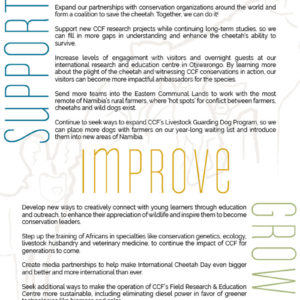 SUPPORT
Expand our partnerships with conservation organizations around the world and
form a coalition to save the cheetah. Together, we can do it!
Support new CCF research projects while continuing long-term studies, so we
can fill in more gaps in understanding and enhance the cheetah's ability to
survive.
Increase levels of engagement with visitors and overnight guests at our
international research and education centre in Otjiwarongo. By learning more
about the plight of the cheetah and witnessing CCF conservations in action, our
visitors can become more impactful ambassadors for the species.
Send more teams into the Eastern Communal Lands to work with the most
remote of Namibia's rural farmers, where 'hot spots' for conflict between farmers,
cheetahs and wild dogs exist.
Continue to seek ways to expand CCF's Livestock Guarding Dog Program, so we
can place more dogs with farmers on our year-long waiting list and introduce
them into new areas of Namibia.
IMPROVE
Develop new ways to creatively connect with young learners through education
and outreach, to enhance their appreciation of wildlife and inspire them to become
conservation leaders.
Step up the training of Africans in specialties like conservation genetics, ecology,
livestock husbandry and veterinary medicine, to continue the impact of CCF for
generations to come.
Create media partnerships to help make International Cheetah Day even bigger
and better and more international than ever.
Seek additional ways to make the operation of CCF's Field Research & Education
Centre more sustainable, including eliminating diesel power in favor of greener
GROW